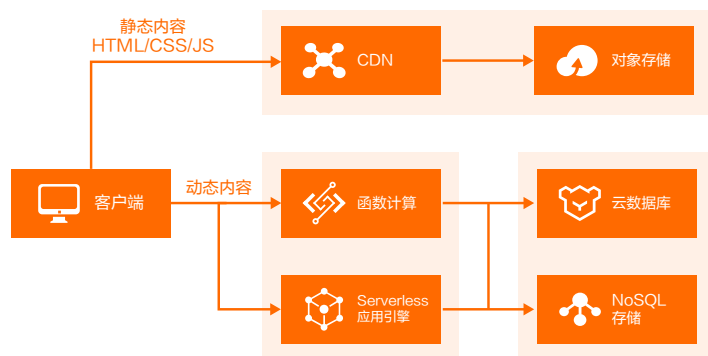 静态内容
HTML/CSS/JS
CDN
对象存储
客户端
动态内容
函数计算
云数据库
Serverless
应用引擎
NoSQL
存储